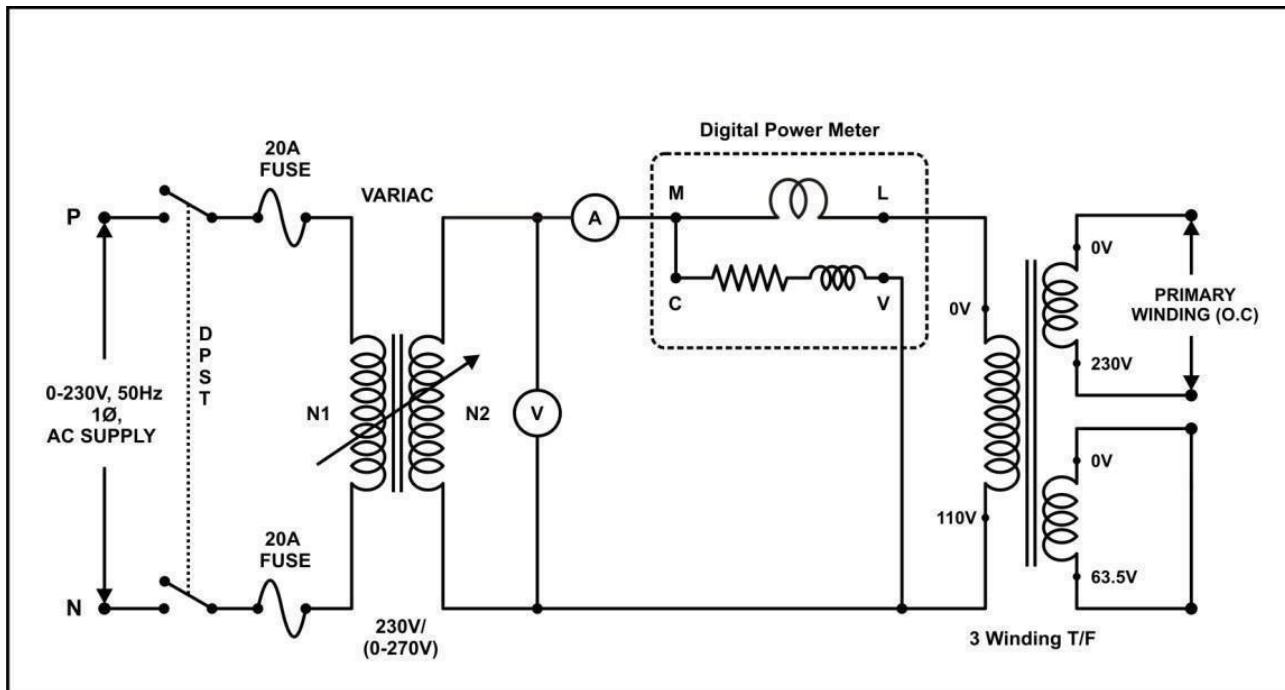 Digital Power Meter
20A
FUSE
VARIAC
M
L
P
A
0V
C
V
0V
PRIMARY
WINDING (O.C)
D
P
S
T
230V
0-230V, 50Hz
1Ø,
AC SUPPLY
N1
N2
V
0V
110V
20A
FUSE
63.5V
N
230V/
(0-270V)
3 Winding T/F